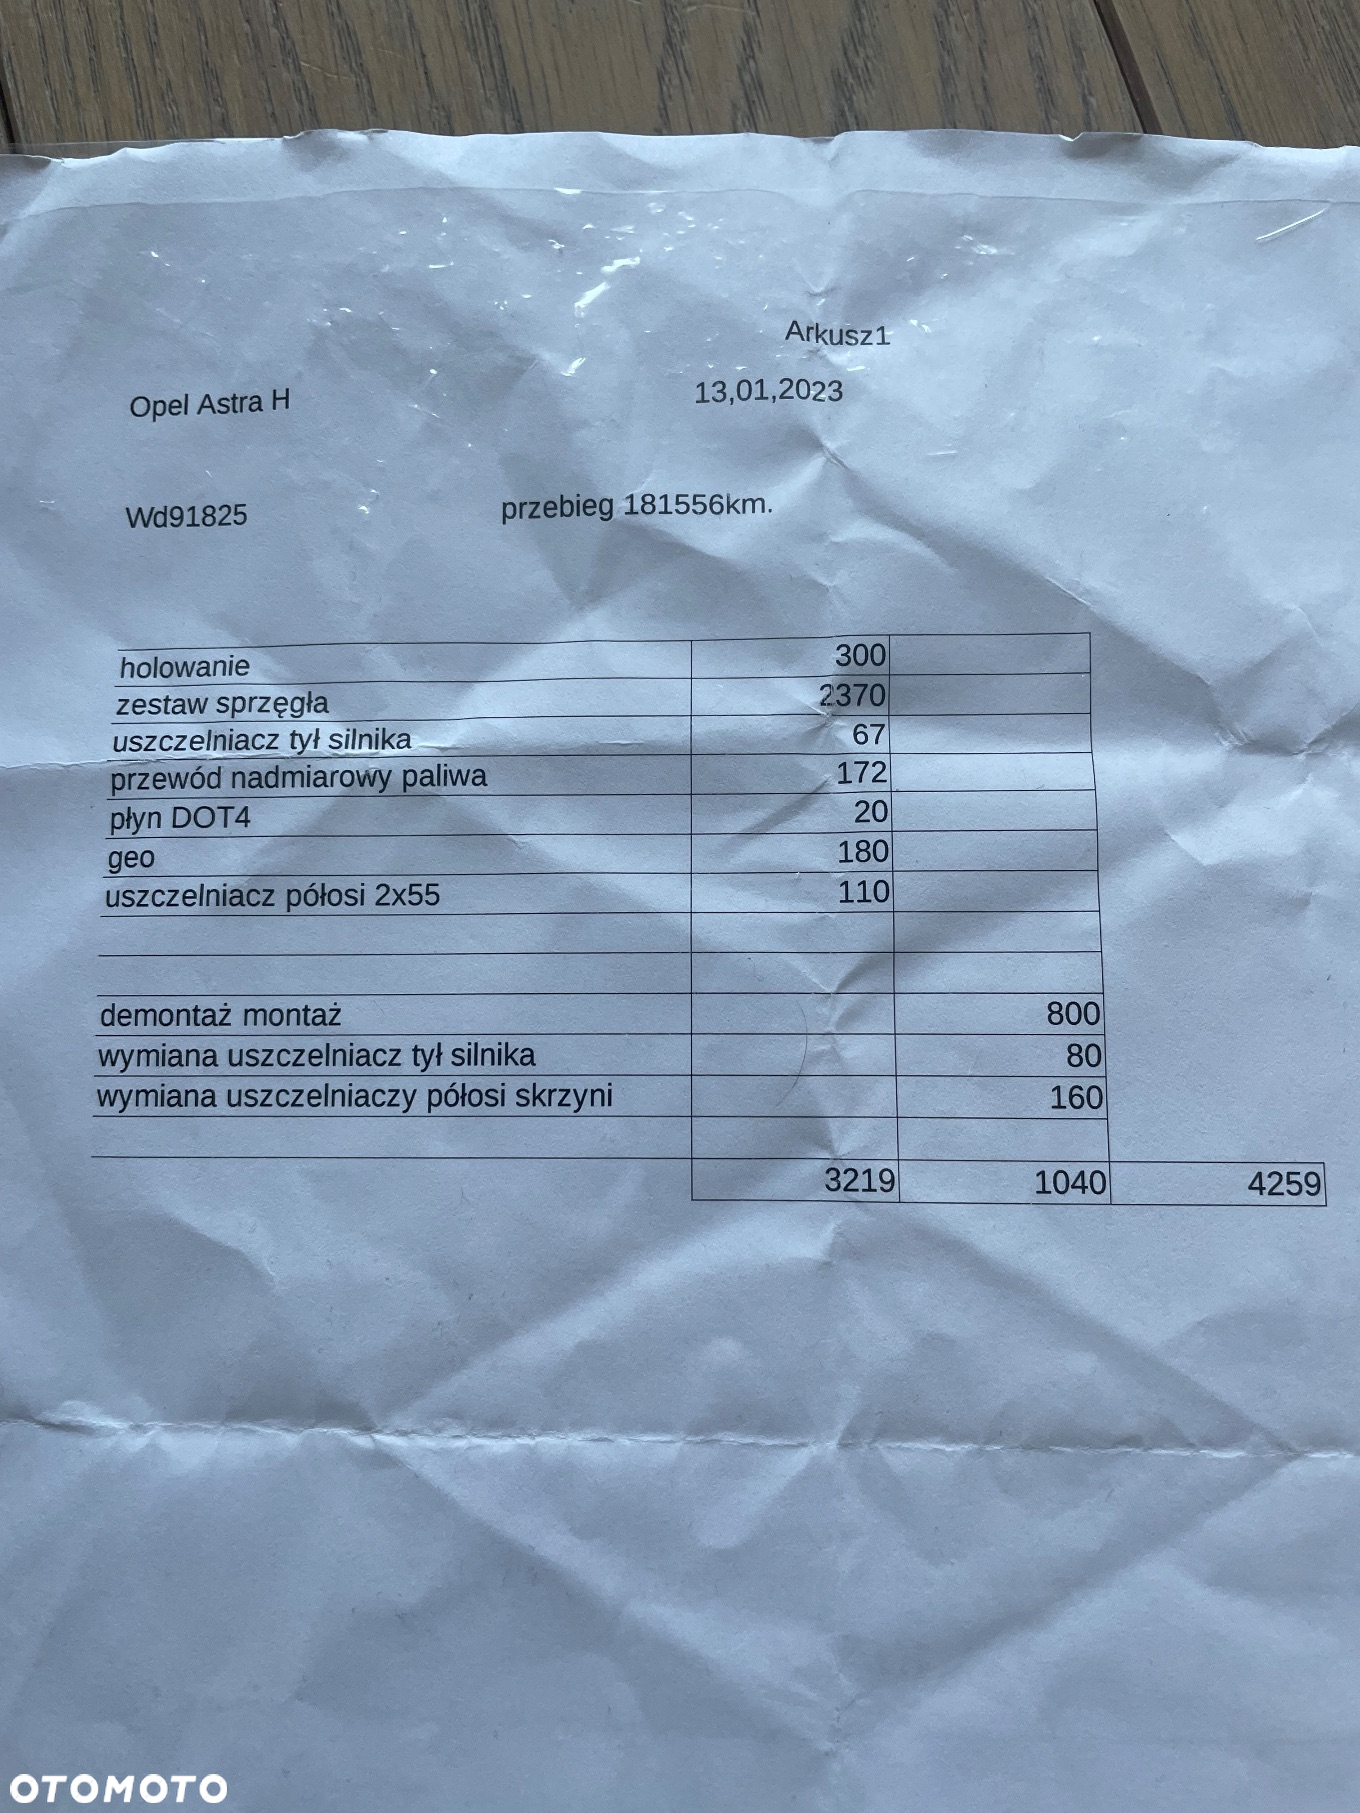 Arkusz1
Opel Astra H 13,01,2023
Wd91825 przebieg 181556km.
holowanie 300
zestaw sprzęgła 2370
uszczelniacz tył silnika 67
przewód nadmiarowy paliwa 172
płyn DOT4 20
geo 180
uszczelniacz półosi 2x55 110
demontaż montaż 800
wymiana uszczelniacz tył silnika 80
wymiana uszczelniaczy półosi skrzyni 160
3219 1040 4259
OTOMOTO